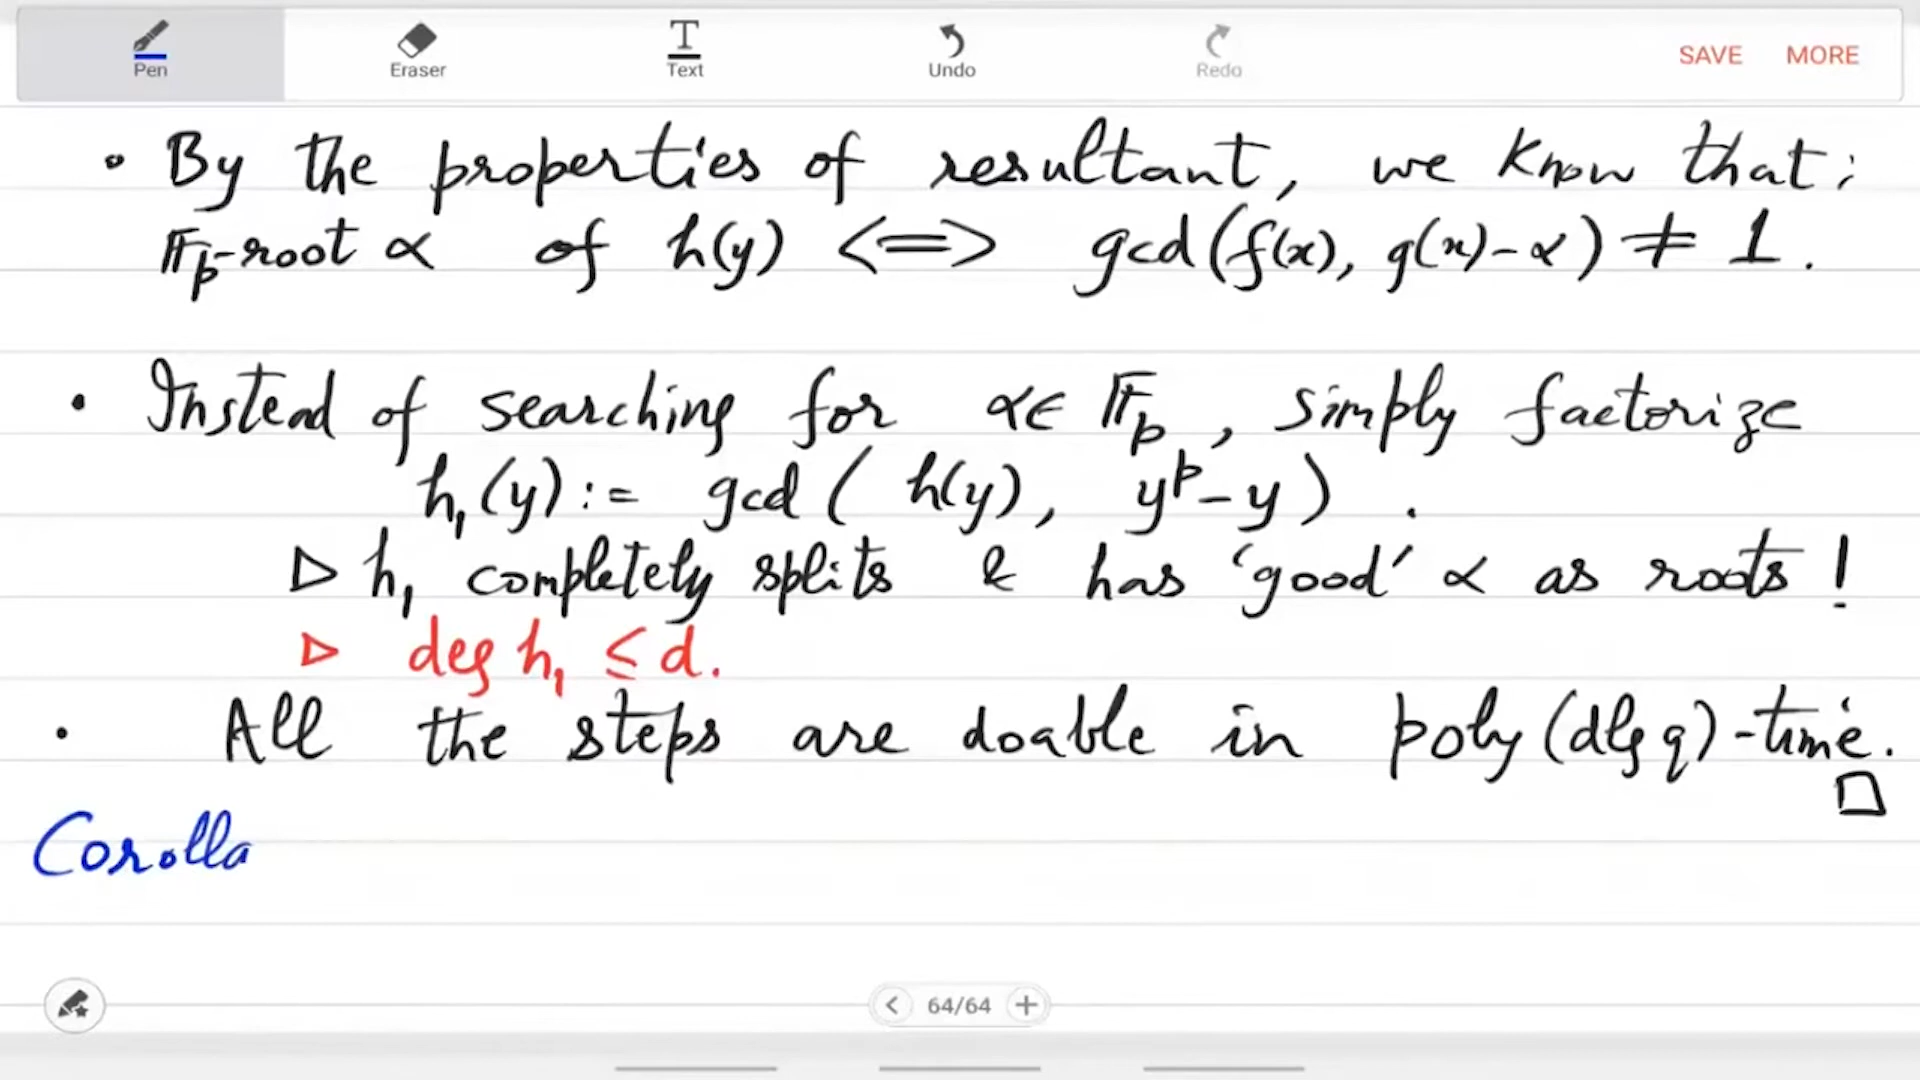 Pen Eraser Text Undo Redo SAVE MORE
• By the properties of resultant, we know that:
𝔽p-root α of h(y) <=> gcd(f(x), g(x)-α) ≠ 1.
• Instead of searching for α∈ 𝔽p, simply factorize
h₁(y) := gcd( h(y), y^p - y ) .
▷ h₁ completely splits & has 'good' α as roots!
▷ deg h₁ ≤ d.
• All the steps are doable in poly(dlg q)-time. □
Corolla
64/64